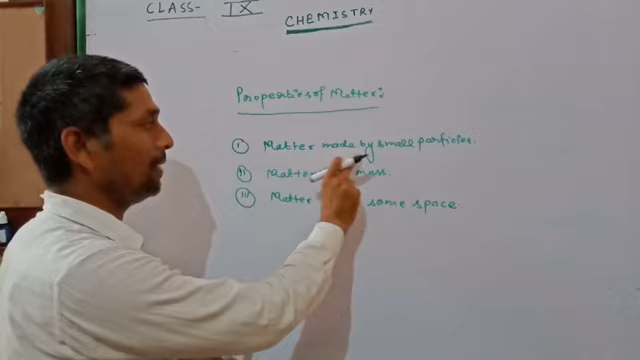 CLASS- IX
CHEMISTRY
Properties of Matter:
(i) Matter made by small particles.
(ii) Matter mass.
(iii) Matter some space.